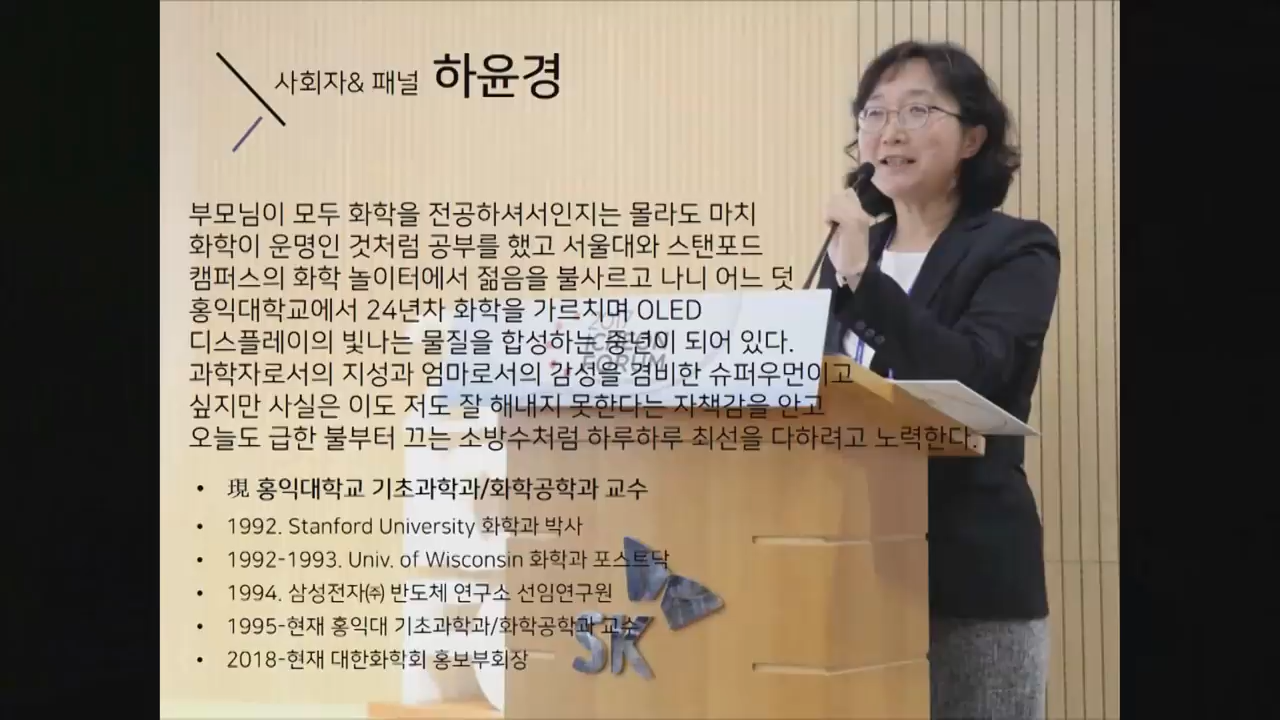 사회자& 패널 하윤경
부모님이 모두 화학을 전공하셔서인지는 몰라도 마치
화학이 운명인 것처럼 공부를 했고 서울대와 스탠포드
캠퍼스의 화학 놀이터에서 젊음을 불사르고 나니 어느 덧
홍익대학교에서 24년차 화학을 가르치며 OLED
디스플레이의 빛나는 물질을 합성하는 중년이 되어 있다.
과학자로서의 지성과 엄마로서의 감성을 겸비한 슈퍼우먼이고
싶지만 사실은 이도 저도 잘 해내지 못한다는 자책감을 안고
오늘도 급한 불부터 끄는 소방수처럼 하루하루 최선을 다하려고 노력한다.
• 現 홍익대학교 기초과학과/화학공학과 교수
• 1992. Stanford University 화학과 박사
• 1992-1993. Univ. of Wisconsin 화학과 포스트닥
• 1994. 삼성전자㈜ 반도체 연구소 선임연구원
• 1995-현재 홍익대 기초과학과/화학공학과 교수
• 2018-현재 대한화학회 홍보부회장
FORUM
SK